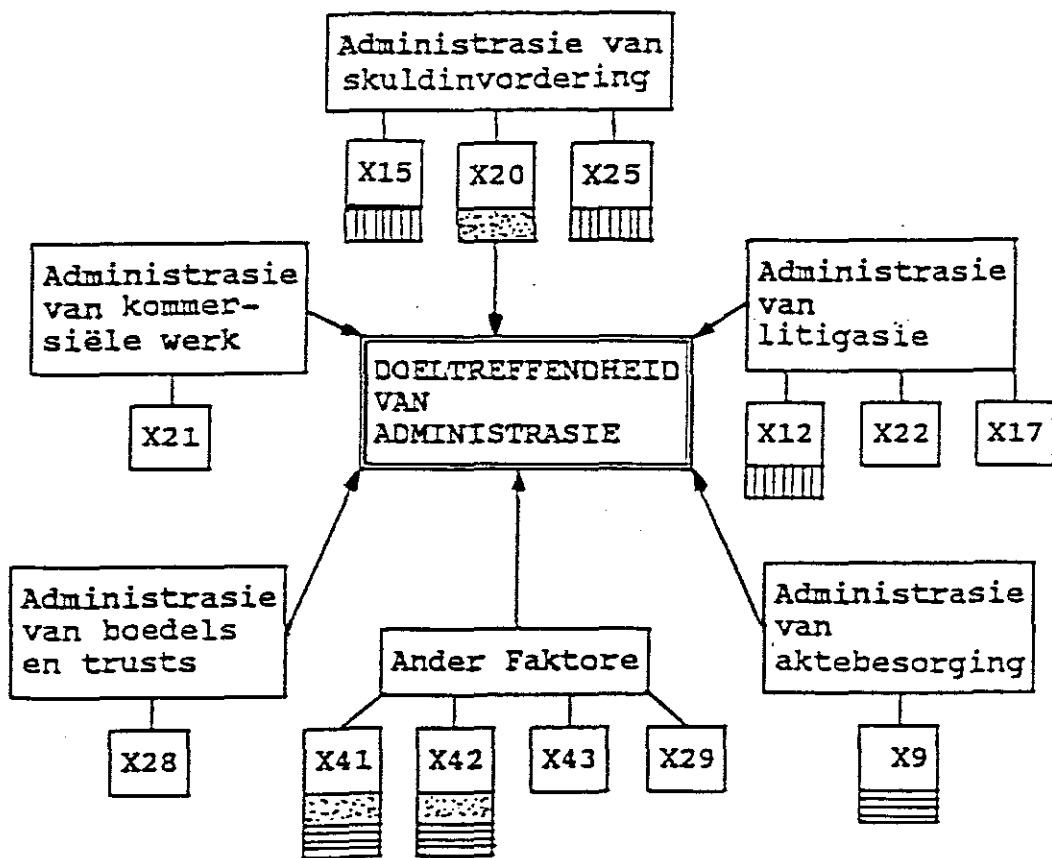 Administrasie van
skuldinvordering
X15
X20
X25
Administrasie
van kommer-
siële werk
X21
Administrasie
van
litigasie
X12
X22
X17
DOELTREFFENDHEID
VAN
ADMINISTRASIE
Administrasie
van boedels
en trusts
X28
Ander Faktore
X41
X42
X43
X29
Administrasie
van
aktebesorging
X9